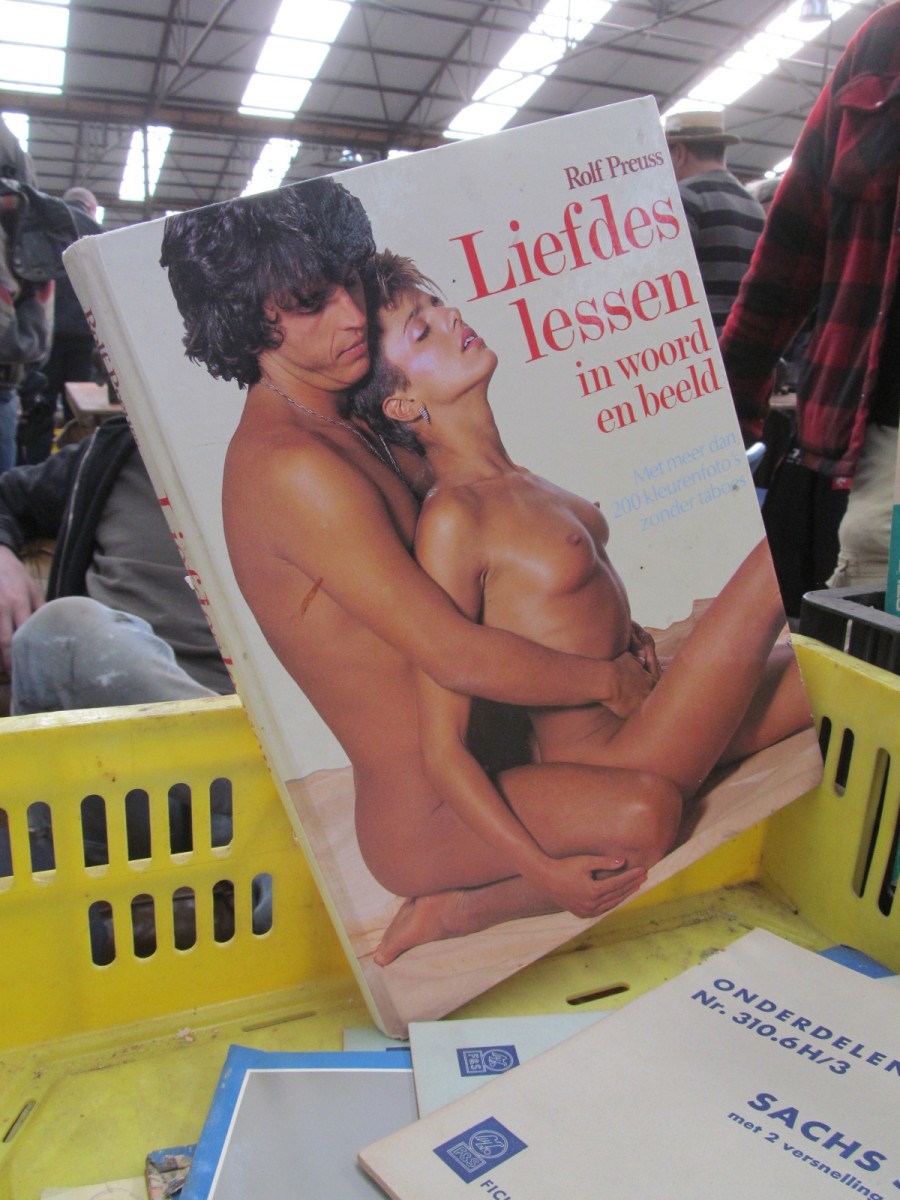 Rolf Preuss
Liefdes
lessen
in woord
en beeld
Met meer dan
200 kleurenfoto's
zonder taboes
F&S
ONDERDELEN
Nr. 310.6H/3
SACHS
met 2 versnelling
F&S